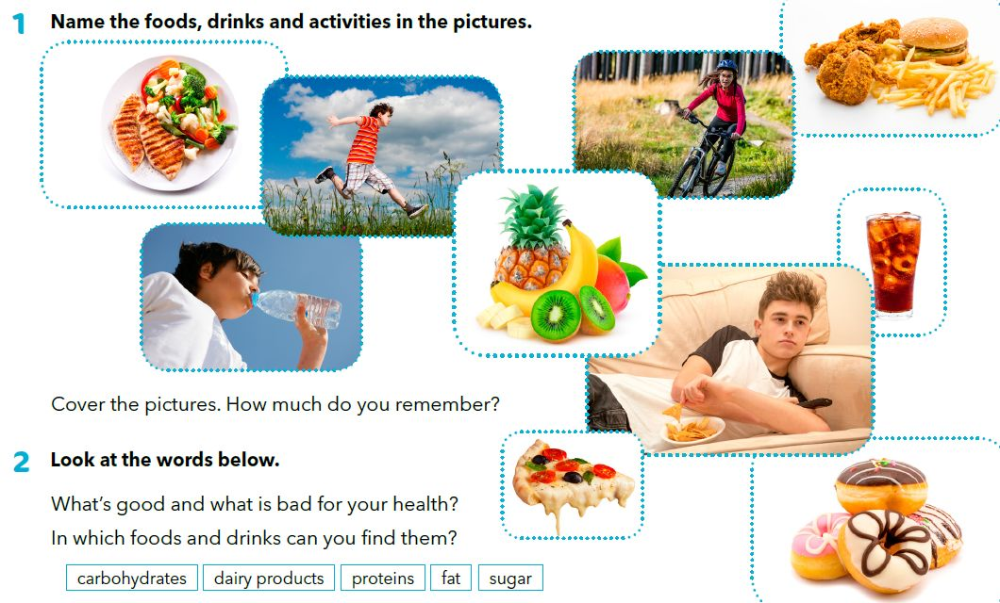 1 Name the foods, drinks and activities in the pictures.
Cover the pictures. How much do you remember?
2 Look at the words below.
What's good and what is bad for your health?
In which foods and drinks can you find them?
carbohydrates dairy products proteins fat sugar